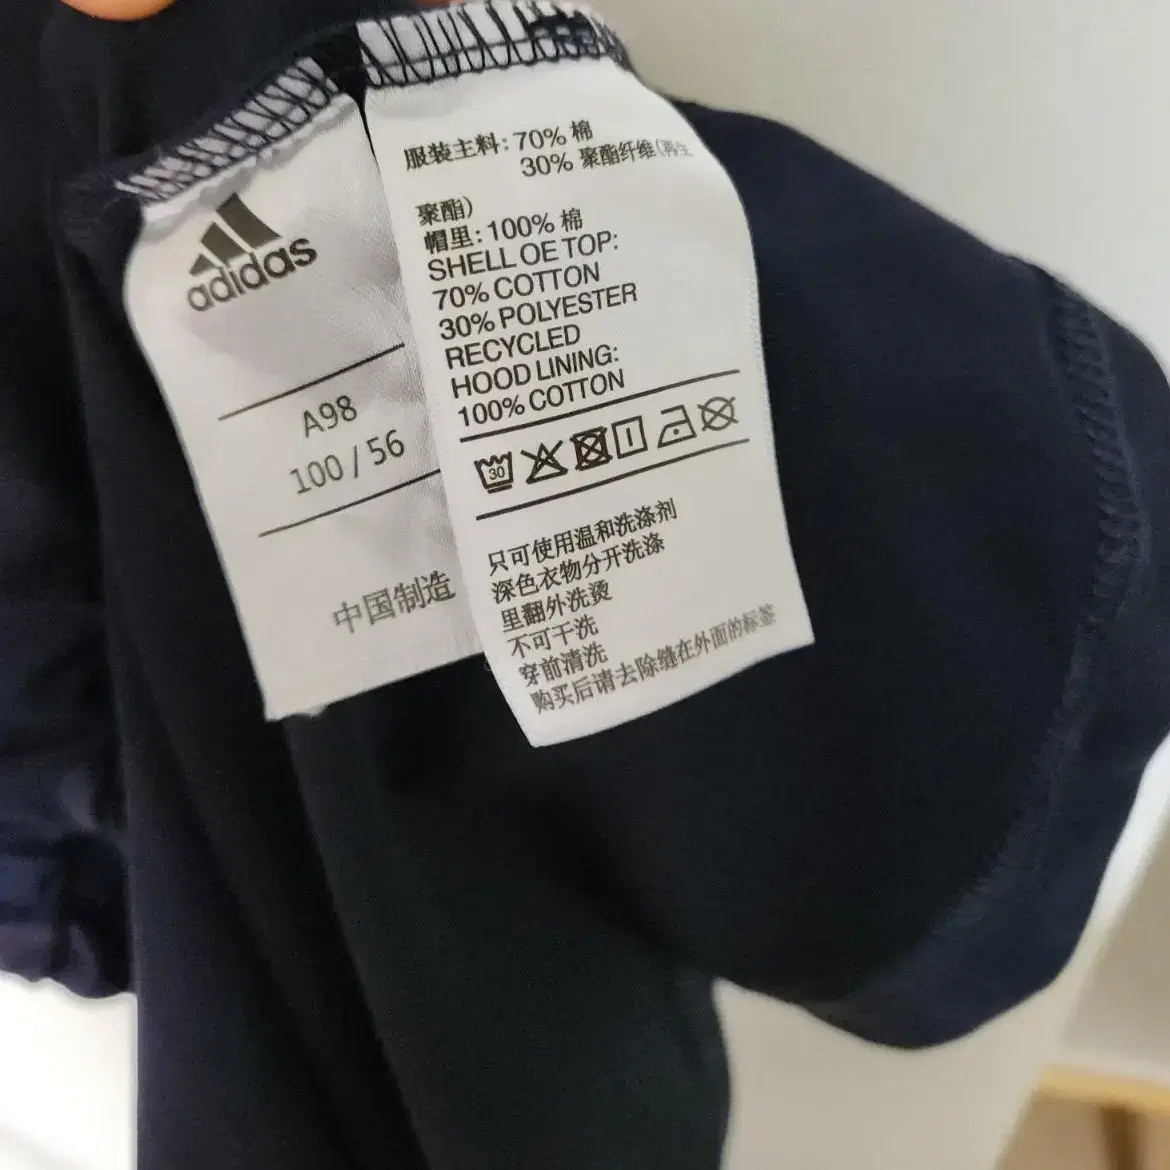 adidas
A98
100 / 56
中国制造
服装主料: 70% 棉
30% 聚酯纤维(再生
聚酯)
帽里: 100% 棉
SHELL OE TOP:
70% COTTON
30% POLYESTER
RECYCLED
HOOD LINING:
100% COTTON
30
只可使用温和洗涤剂
深色衣物分开洗涤
里翻外洗烫
不可干洗
穿前清洗
购买后请去除缝在外面的标签